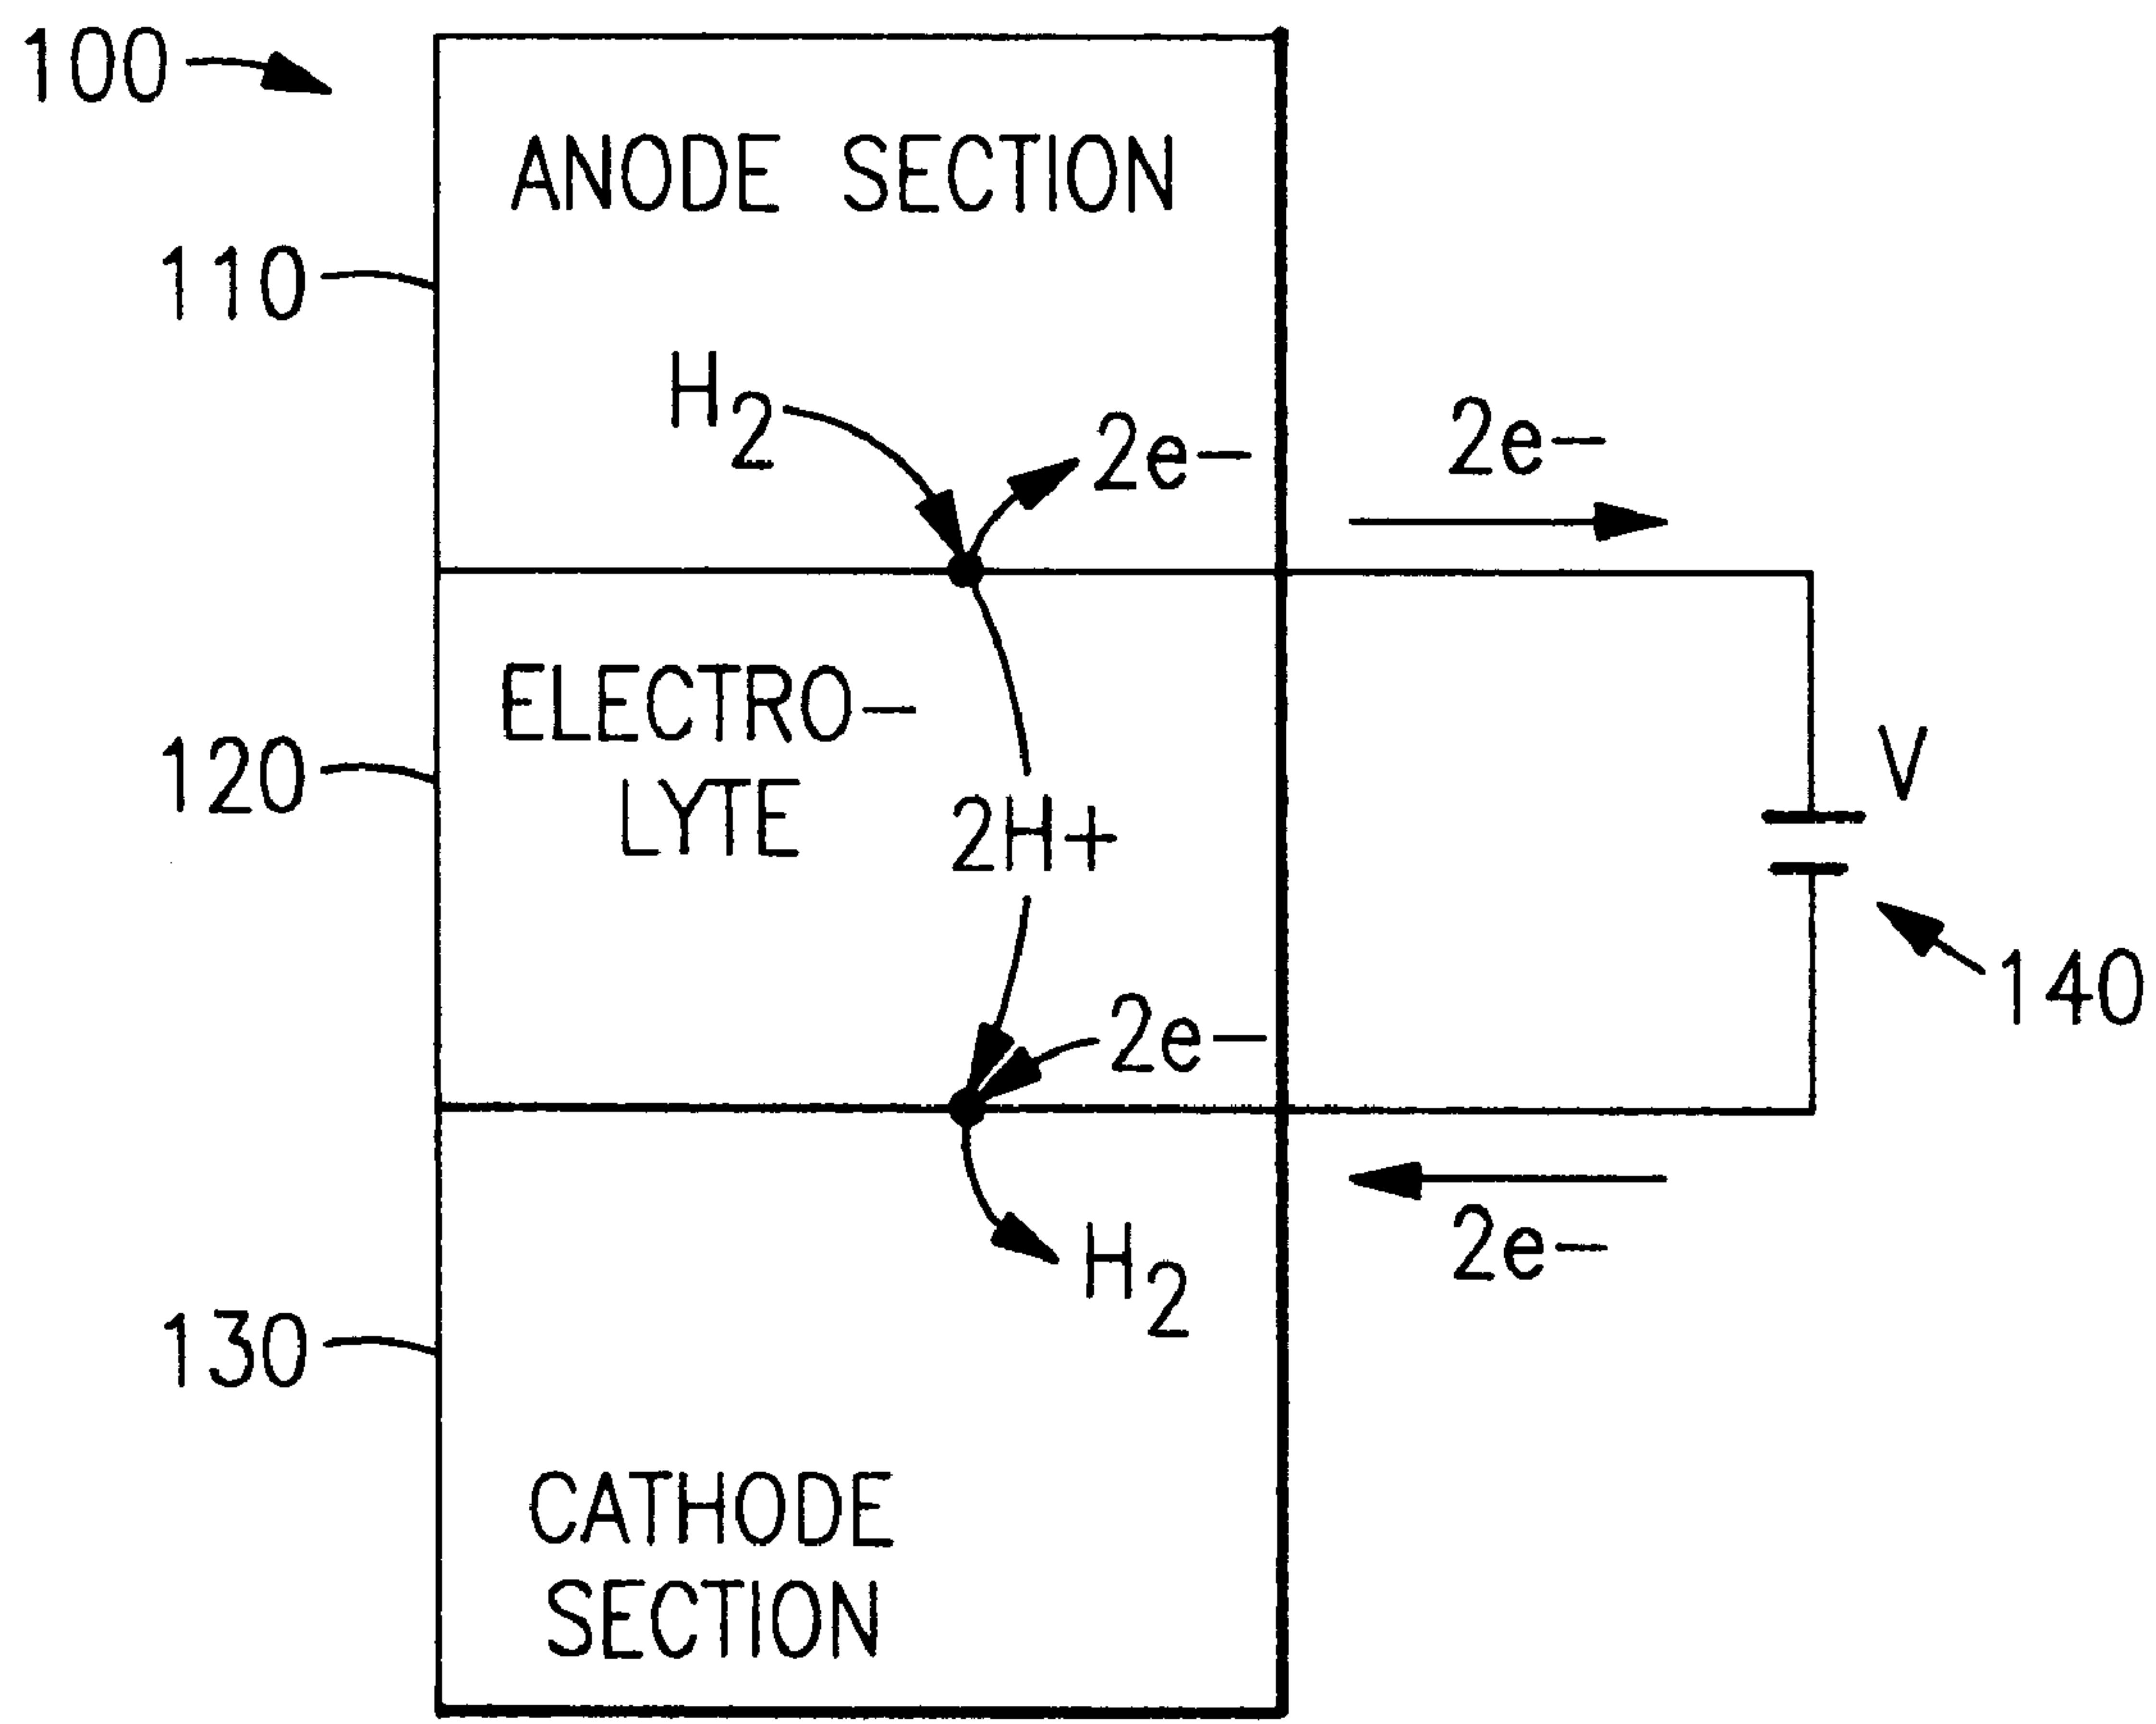 100
ANODE SECTION
110
H2
2e-
2e-
ELECTRO-
LYTE
120
2H+
V
140
2e-
2e-
H2
130
CATHODE
SECTION